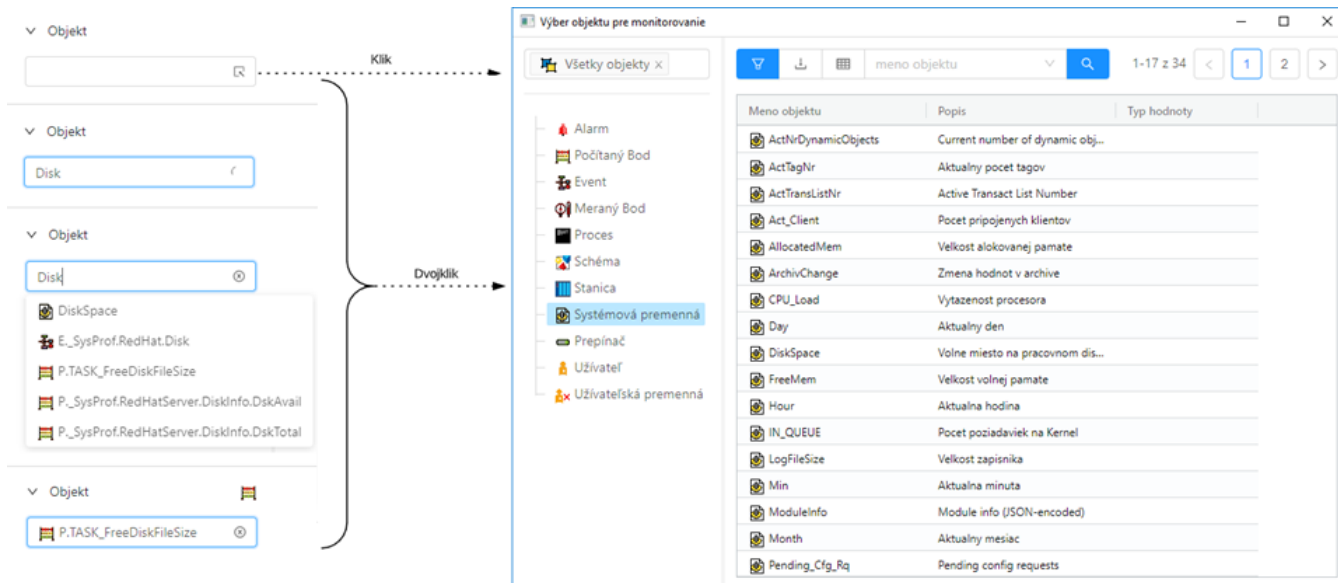 Objekt
Klik
Objekt
Disk
Objekt
Disk
DiskSpace
E._SysProf.RedHat.Disk
P.TASK_FreeDiskFileSize
P._SysProf.RedHatServer.DiskInfo.DskAvail
P._SysProf.RedHatServer.DiskInfo.DskTotal
Dvojklik
Objekt
P.TASK_FreeDiskFileSize
Výber objektu pre monitorovanie
Všetky objekty ×
meno objektu
1-17 z 34 < 1 2 >
Alarm
Počítaný Bod
Event
Meraný Bod
Proces
Schéma
Stanica
Systémová premenná
Prepínač
Užívateľ
Užívateľská premenná
Meno objektu Popis Typ hodnoty
ActNrDynamicObjects Current number of dynamic obj...
ActTagNr Aktualny pocet tagov
ActTransListNr Active Transact List Number
Act_Client Pocet pripojenych klientov
AllocatedMem Velkost alokovanej pamate
ArchivChange Zmena hodnot v archive
CPU_Load Vytazenost procesora
Day Aktualny den
DiskSpace Volne miesto na pracovnom dis...
FreeMem Velkost volnej pamate
Hour Aktualna hodina
IN_QUEUE Pocet poziadaviek na Kernel
LogFileSize Velkost zapisnika
Min Aktualna minuta
ModuleInfo Module info (JSON-encoded)
Month Aktualny mesiac
Pending_Cfg_Rq Pending config requests